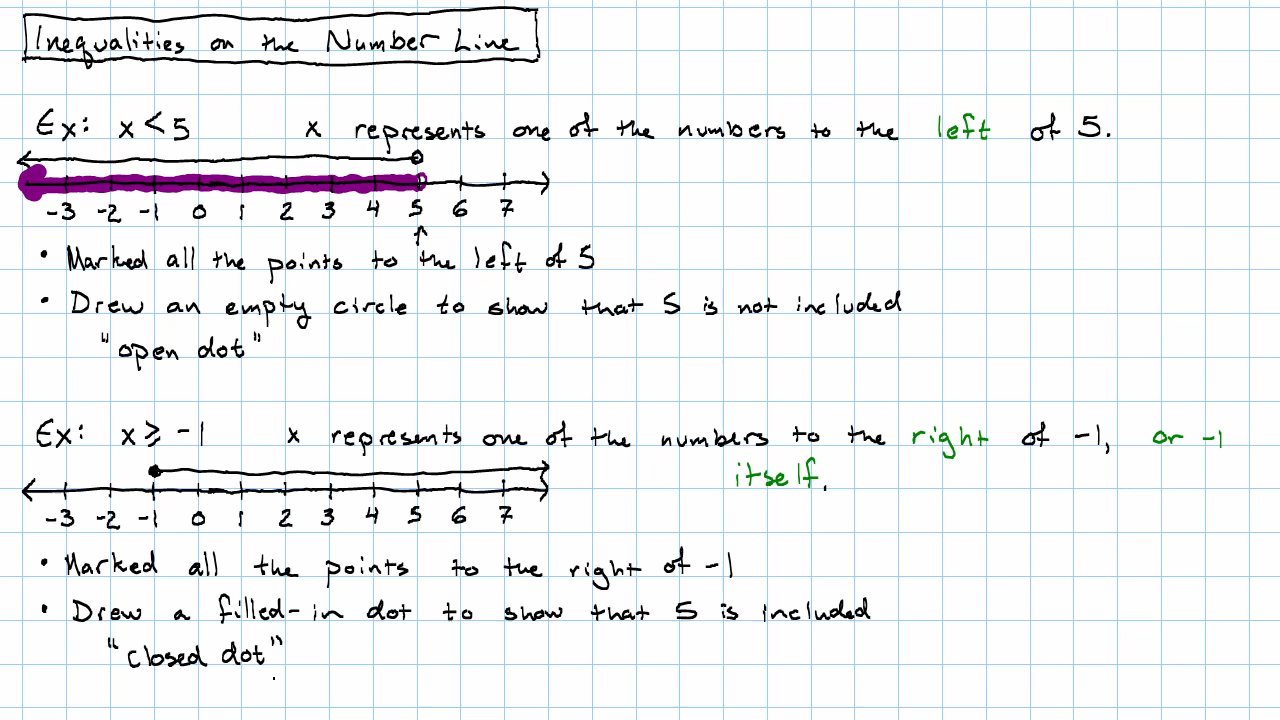 Inequalities on the Number Line
Ex: x < 5 x represents one of the numbers to the left of 5.
-3 -2 -1 0 1 2 3 4 5 6 7
• Marked all the points to the left of 5
• Drew an empty circle to show that 5 is not included
"open dot"
Ex: x ≥ -1 x represents one of the numbers to the right of -1, or -1
itself.
-3 -2 -1 0 1 2 3 4 5 6 7
• Marked all the points to the right of -1
• Drew a filled-in dot to show that 5 is included
"closed dot"